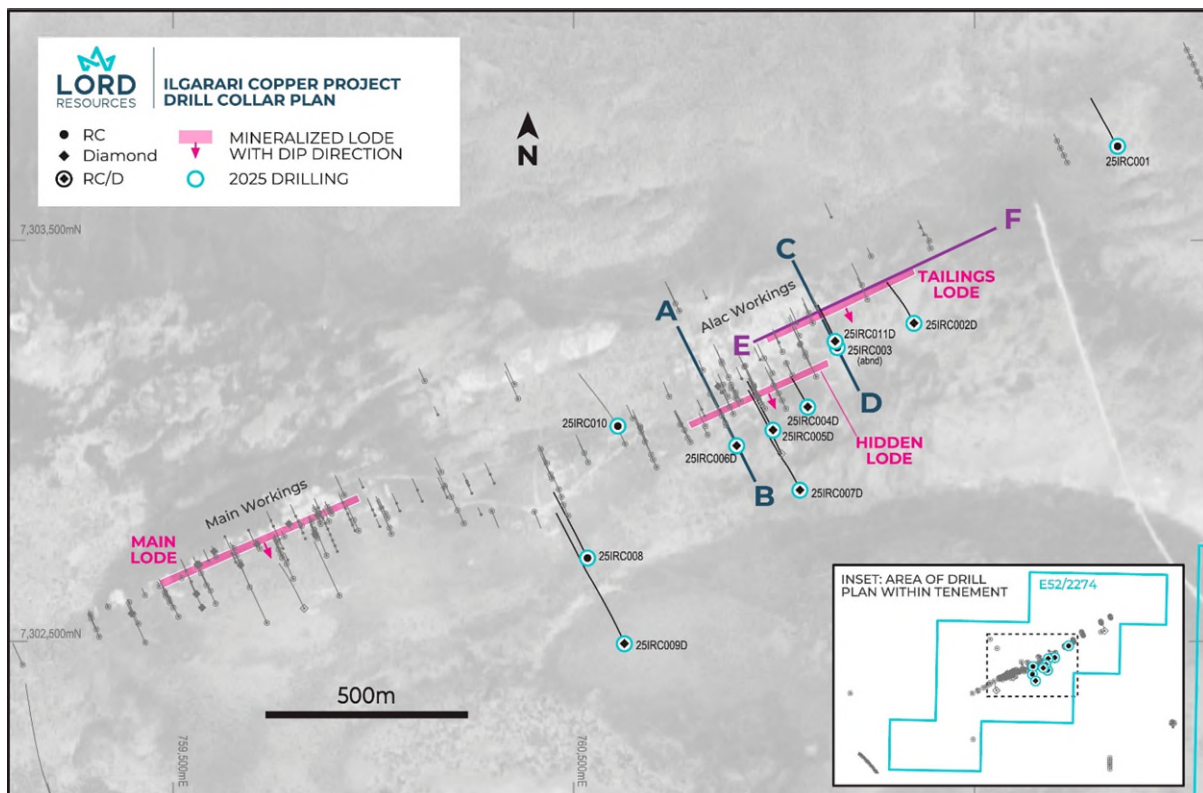 LORD
RESOURCES
ILGARARI COPPER PROJECT
DRILL COLLAR PLAN
RC
Diamond
RC/D
MINERALIZED LODE
WITH DIP DIRECTION
2025 DRILLING
N
25IRC001
7,303,500mN
F
C
TAILINGS
LODE
Alac Workings
A
25IRC002D
E
25IRC011D
25IRC003
(abnd)
D
25IRC004D
25IRC010
25IRC005D
HIDDEN
LODE
25IRC006D
B
25IRC007D
Main Workings
MAIN
LODE
25IRC008
INSET: AREA OF DRILL
PLAN WITHIN TENEMENT
E52/2274
7,302,500mN
25IRC009D
500m
759,500mE
760,500mE